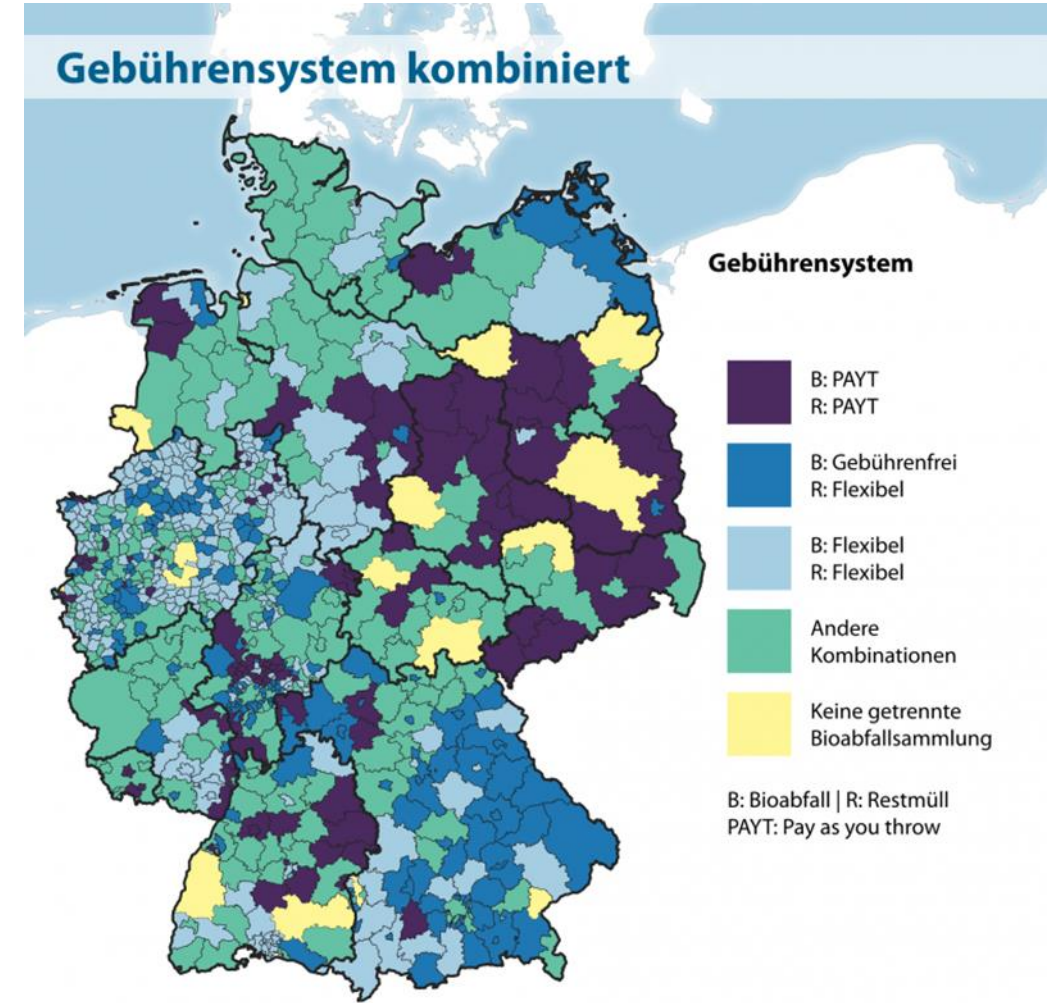 Gebührensystem kombiniert
Gebührensystem
B: PAYT
R: PAYT
B: Gebührenfrei
R: Flexibel
B: Flexibel
R: Flexibel
Andere
Kombinationen
Keine getrennte
Bioabfallsammlung
B: Bioabfall | R: Restmüll
PAYT: Pay as you throw